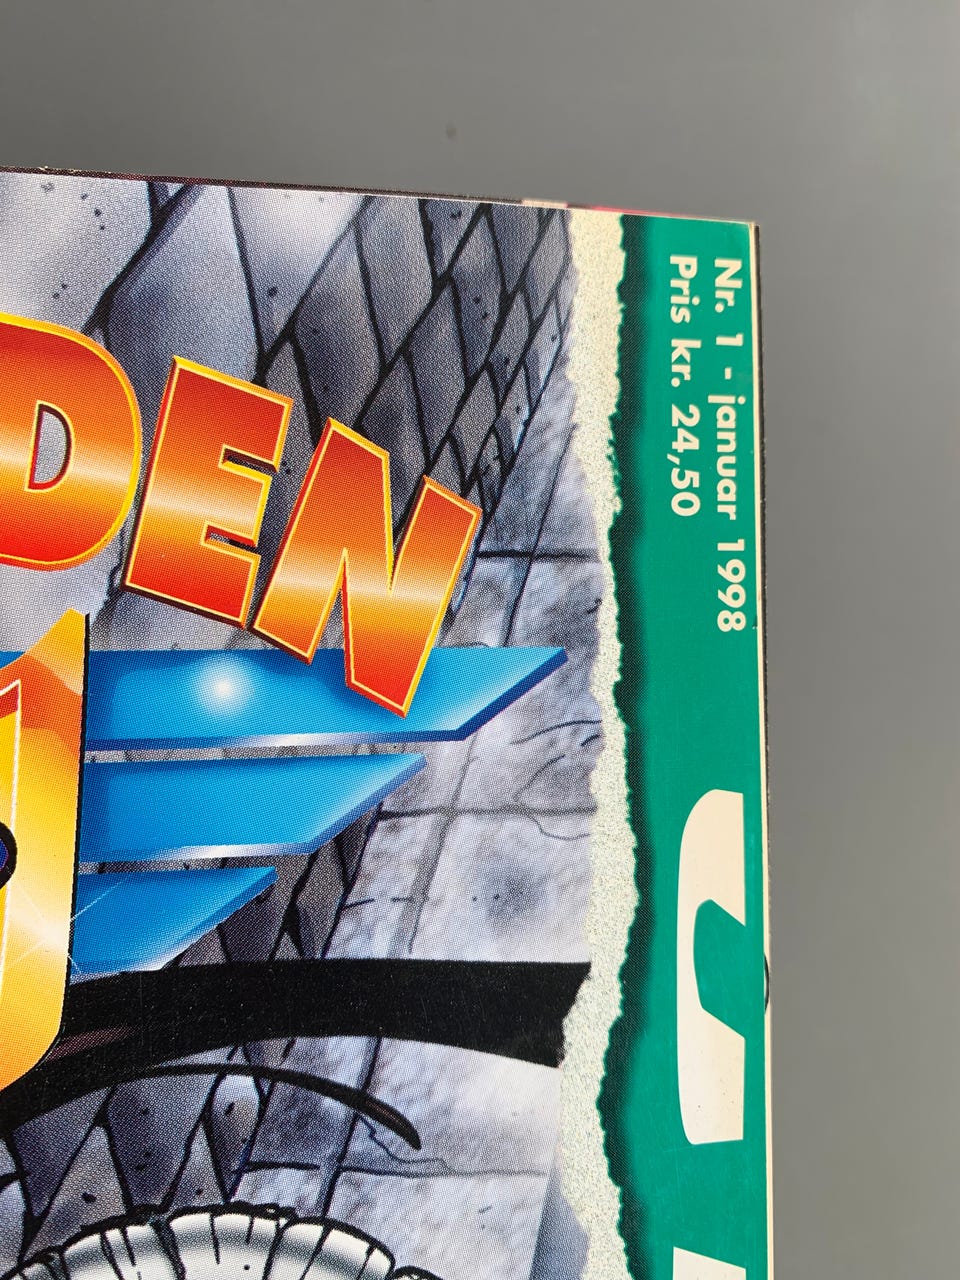 Nr. 1 - januar 1998
Pris kr. 24,50
DEN